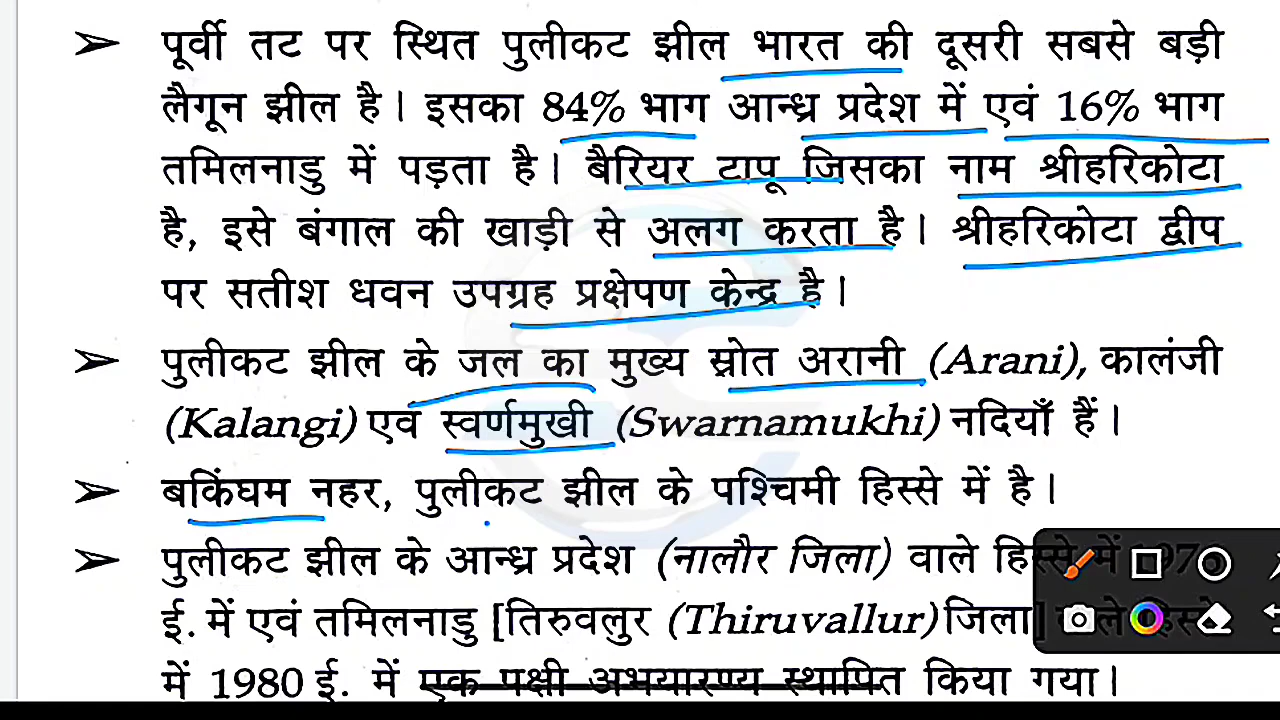 ➢ पूर्वी तट पर स्थित पुलीकट झील भारत की दूसरी सबसे बड़ी
लैगून झील है। इसका 84% भाग आन्ध्र प्रदेश में एवं 16% भाग
तमिलनाडु में पड़ता है। बैरियर टापू जिसका नाम श्रीहरिकोटा
है, इसे बंगाल की खाड़ी से अलग करता है। श्रीहरिकोटा द्वीप
पर सतीश धवन उपग्रह प्रक्षेपण केन्द्र है।
➢ पुलीकट झील के जल का मुख्य स्रोत अरानी (Arani), कालंजी
(Kalangi) एवं स्वर्णमुखी (Swarnamukhi) नदियाँ हैं।
➢ बकिंघम नहर, पुलीकट झील के पश्चिमी हिस्से में है।
➢ पुलीकट झील के आन्ध्र प्रदेश (नालौर जिला) वाले हिस्से में
ई. में एवं तमिलनाडु [तिरुवलुर (Thiruvallur) जिला] वाले हिस्से
में 1980 ई. में एक पक्षी अभयारण्य स्थापित किया गया।